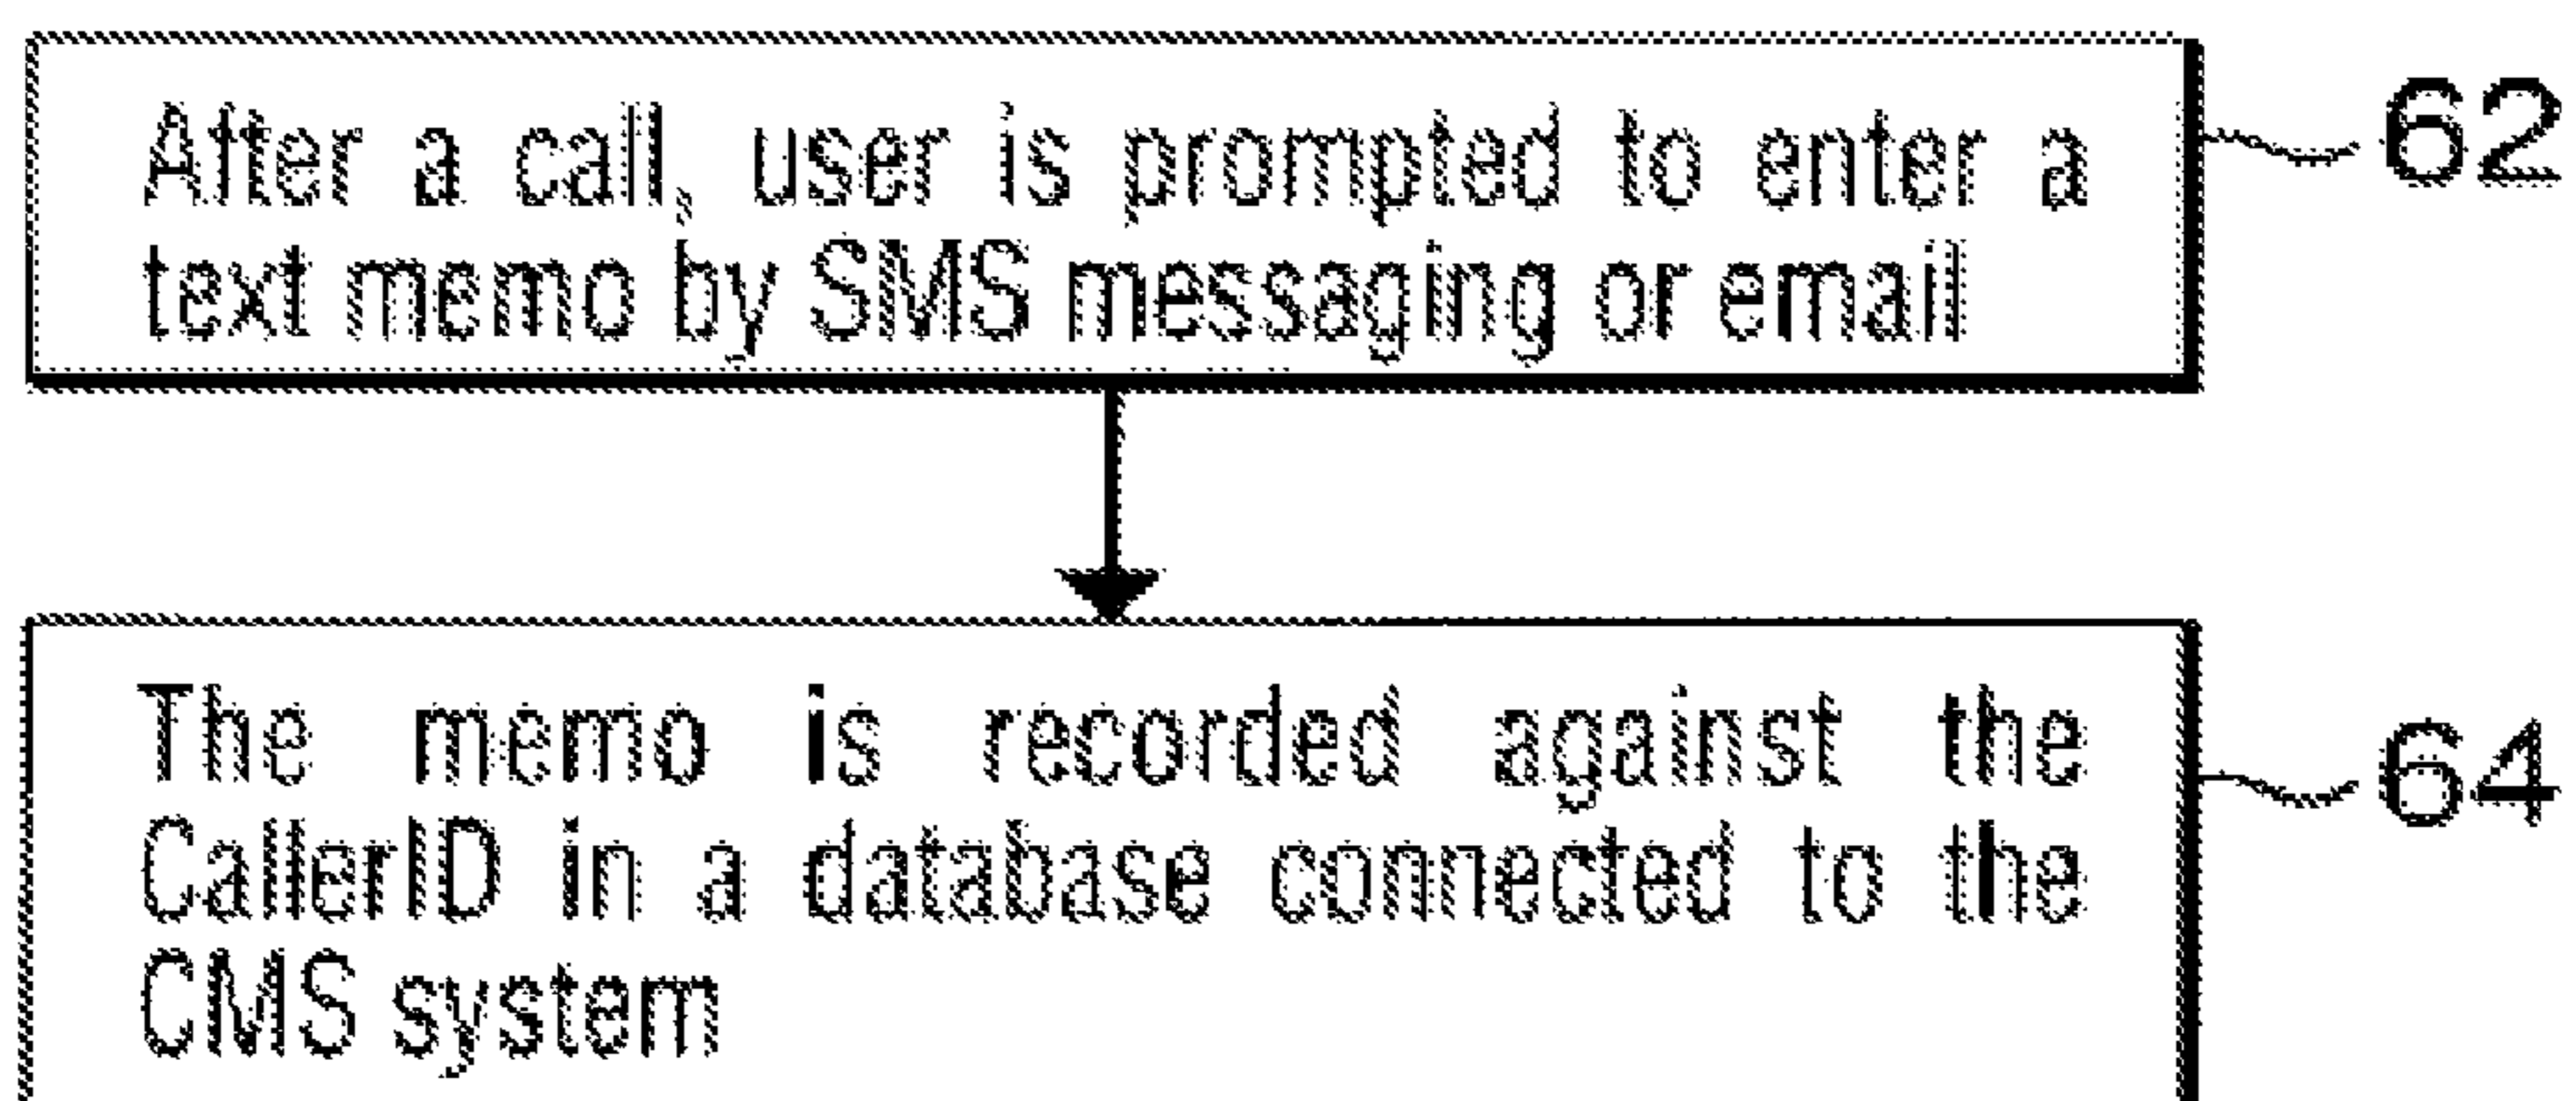 After a call, user is prompted to enter a
62
text memo by SMS messaging or email
The memo is recorded against the
64
CallerID in a database connected to the
CMS system